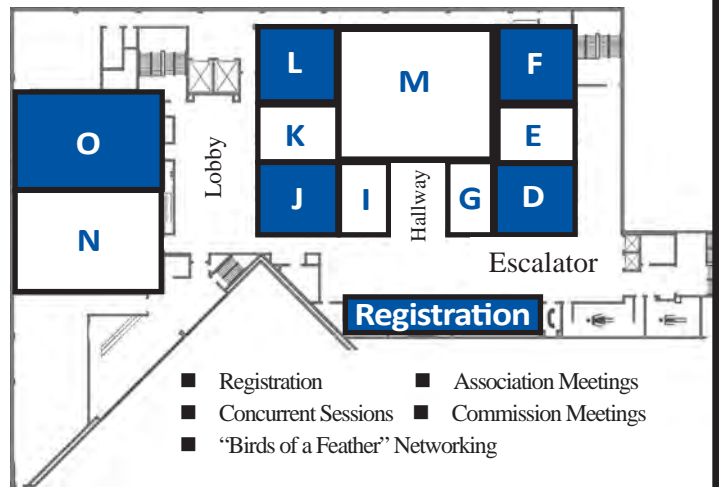 L
M
F
O
K
E
Lobby
J
I
Hallway
G
D
N
Escalator
Registration
■ Registration ■ Association Meetings
■ Concurrent Sessions ■ Commission Meetings
■ “Birds of a Feather” Networking